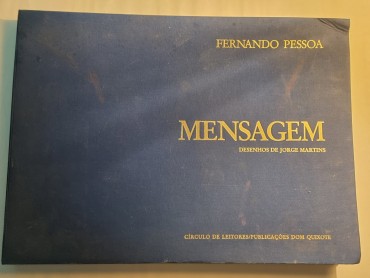 FERNANDO PESSOA
MENSAGEM
DESENHOS DE JORGE MARTINS
CÍRCULO DE LEITORES/PUBLICAÇÕES DOM QUIXOTE